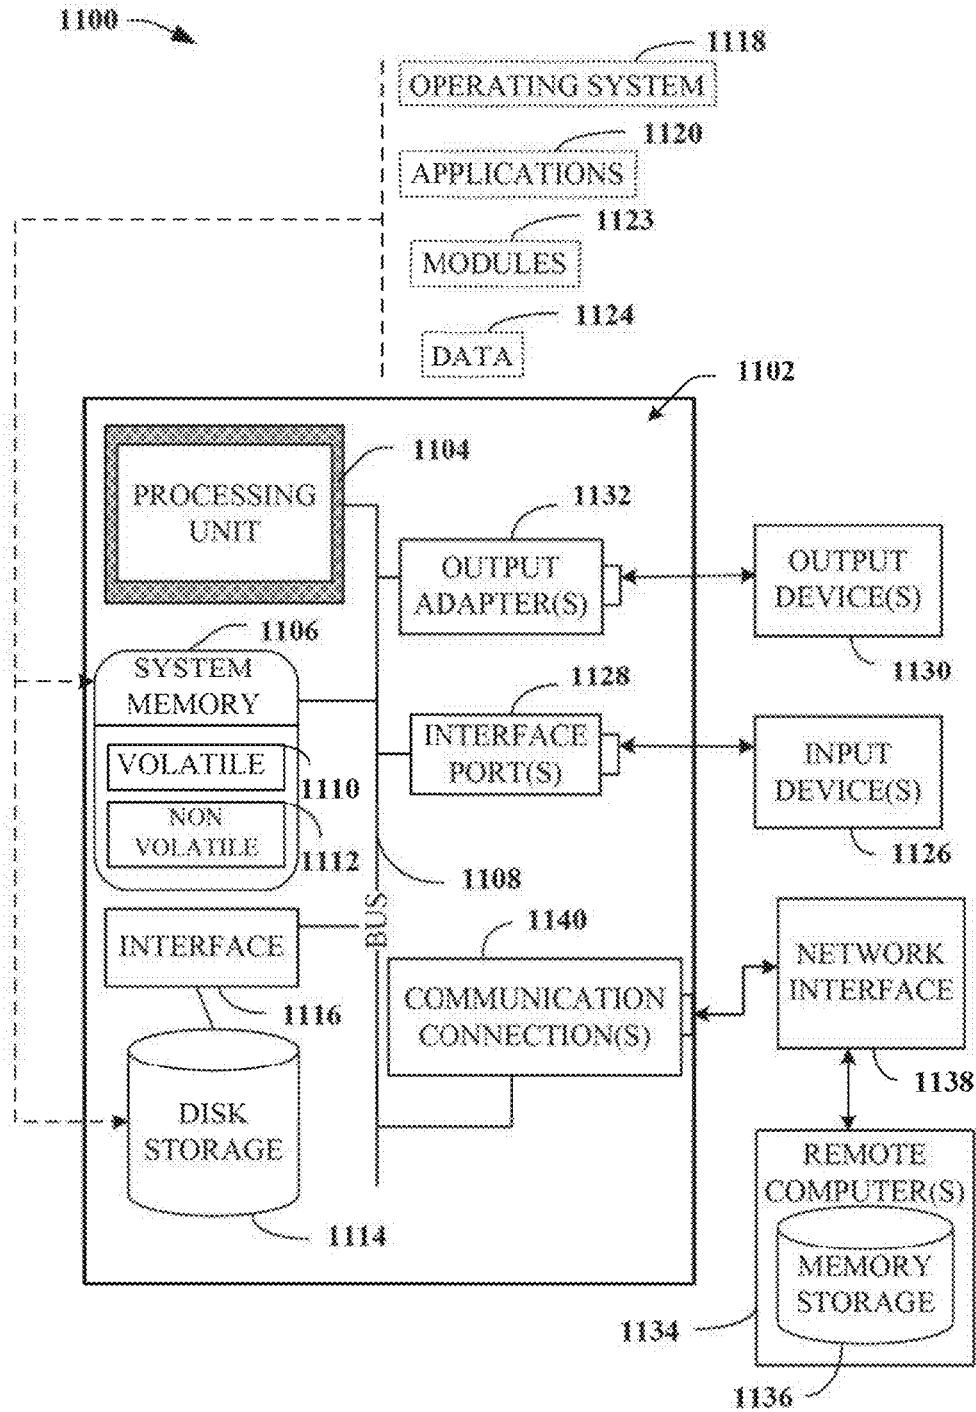 1100
1118
OPERATING SYSTEM
1120
APPLICATIONS
1123
MODULES
1124
DATA
1102
1104
PROCESSING
UNIT
1132
OUTPUT
ADAPTER(S)
OUTPUT
DEVICE(S)
1130
1106
SYSTEM
MEMORY
1128
INTERFACE
PORT(S)
INPUT
DEVICE(S)
1126
VOLATILE
1110
NON
VOLATILE
1112
1108
BUS
INTERFACE
1116
1140
COMMUNICATION
CONNECTION(S)
NETWORK
INTERFACE
1138
DISK
STORAGE
1114
REMOTE
COMPUTER(S)
MEMORY
STORAGE
1134
1136